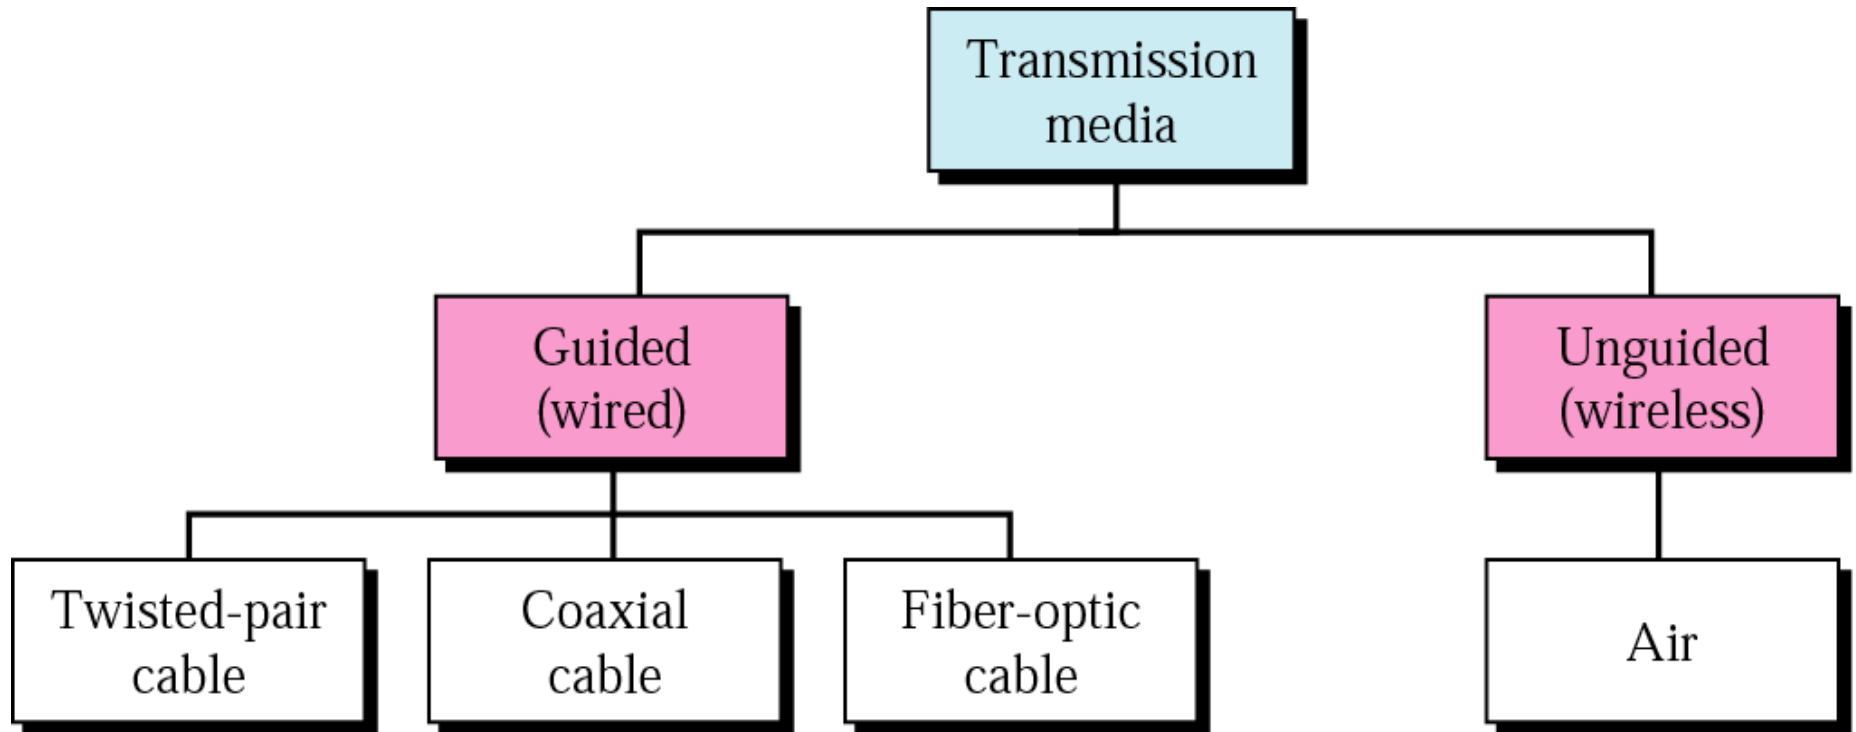 Transmission
media
Guided
(wired)
Unguided
(wireless)
Twisted-pair
cable
Coaxial
cable
Fiber-optic
cable
Air